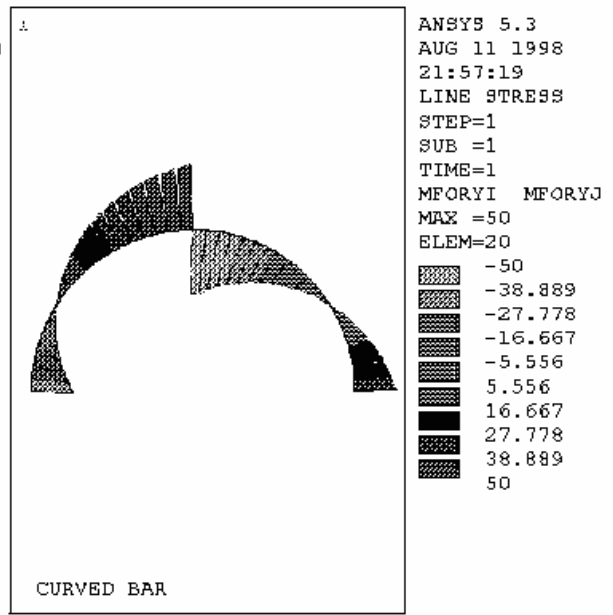 1
ANSYS 5.3
AUG 11 1998
21:57:19
LINE STRESS
STEP=1
SUB =1
TIME=1
MFORYI MFORYJ
MAX =50
ELEM=20
-50
-38.889
-27.778
-16.667
-5.556
5.556
16.667
27.778
38.889
50
CURVED BAR